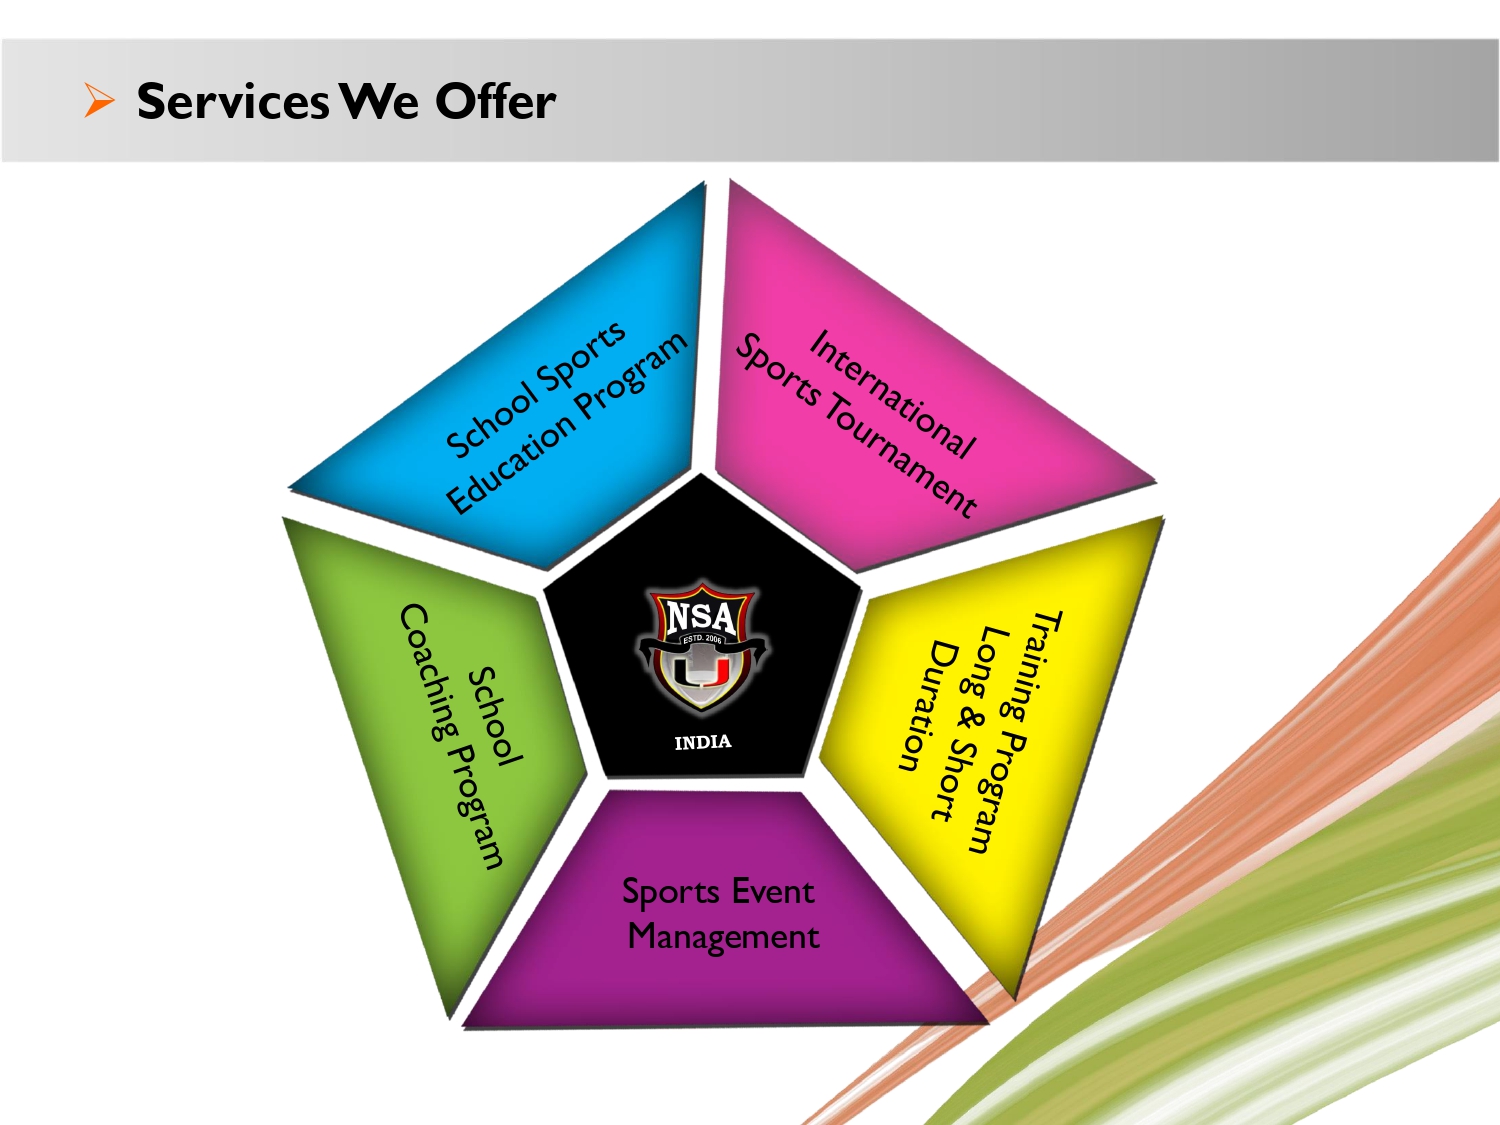 Services We Offer
School Sports
Education Program
International
Sports Tournament
School
Coaching Program
NSA
ESTD. 2006
INDIA
Training Program
Long & Short
Duration
Sports Event
Management